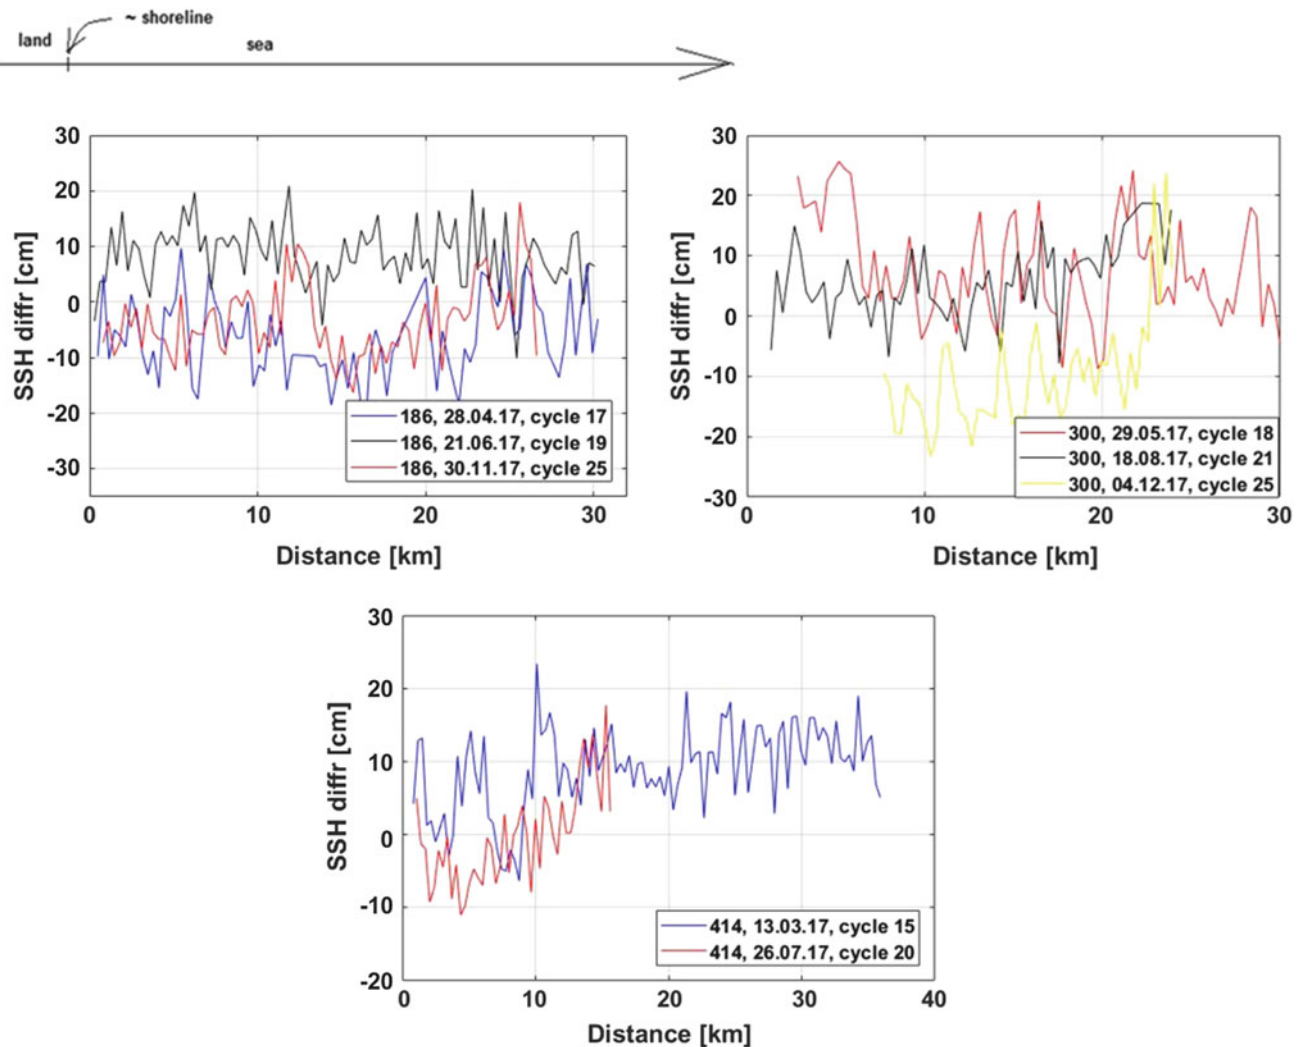 ~ shoreline
land
sea
30
20
10
0
-10
-20
-30
SSH diffr [cm]
186, 28.04.17, cycle 17
186, 21.06.17, cycle 19
186, 30.11.17, cycle 25
0 10 20 30
Distance [km]
30
20
10
0
-10
-20
-30
SSH diffr [cm]
300, 29.05.17, cycle 18
300, 18.08.17, cycle 21
300, 04.12.17, cycle 25
0 10 20 30
Distance [km]
30
20
10
0
-10
-20
SSH diffr [cm]
414, 13.03.17, cycle 15
414, 26.07.17, cycle 20
0 10 20 30 40
Distance [km]